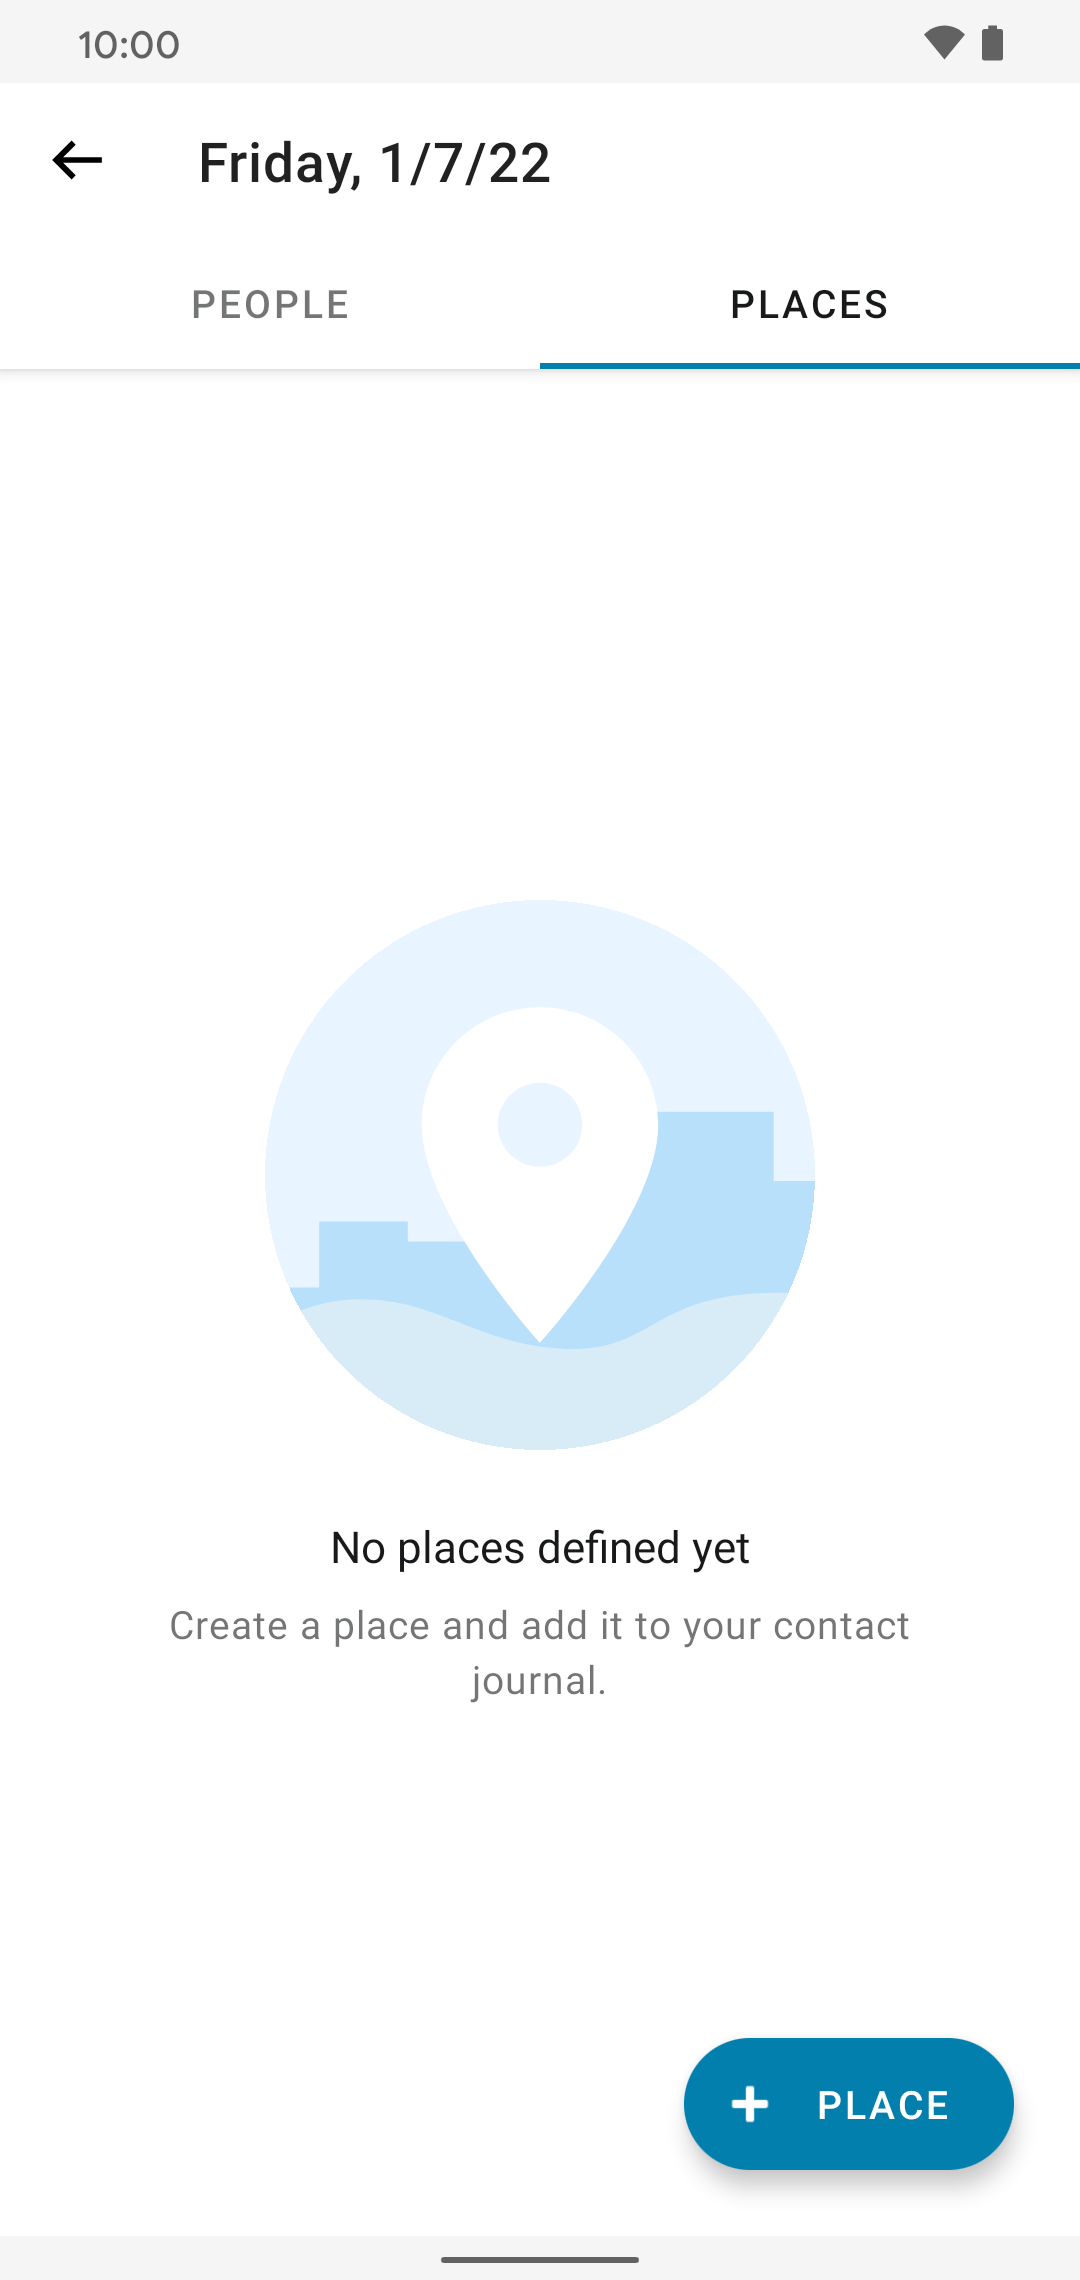 10:00
Friday, 1/7/22
PEOPLE
PLACES
No places defined yet
Create a place and add it to your contact
journal.
PLACE